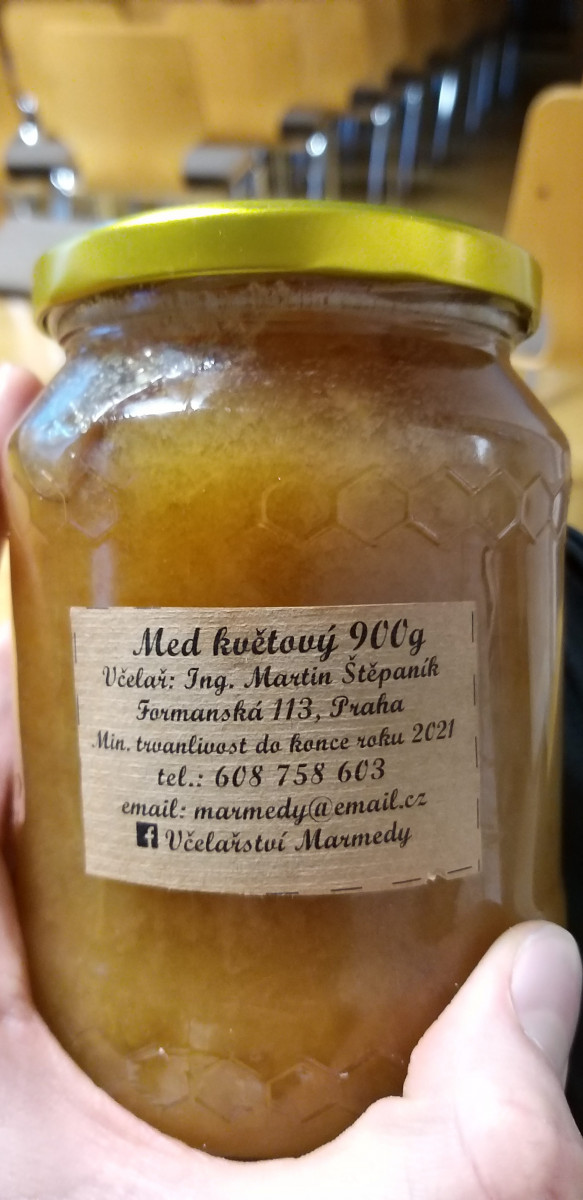 Med květový 900g
Včelař: Ing. Martin Štěpaník
Formanská 113, Praha
Min. trvanlivost do konce roku 2021
tel.: 608 758 603
email: marmedy@email.cz
f Včelařství Marmedy